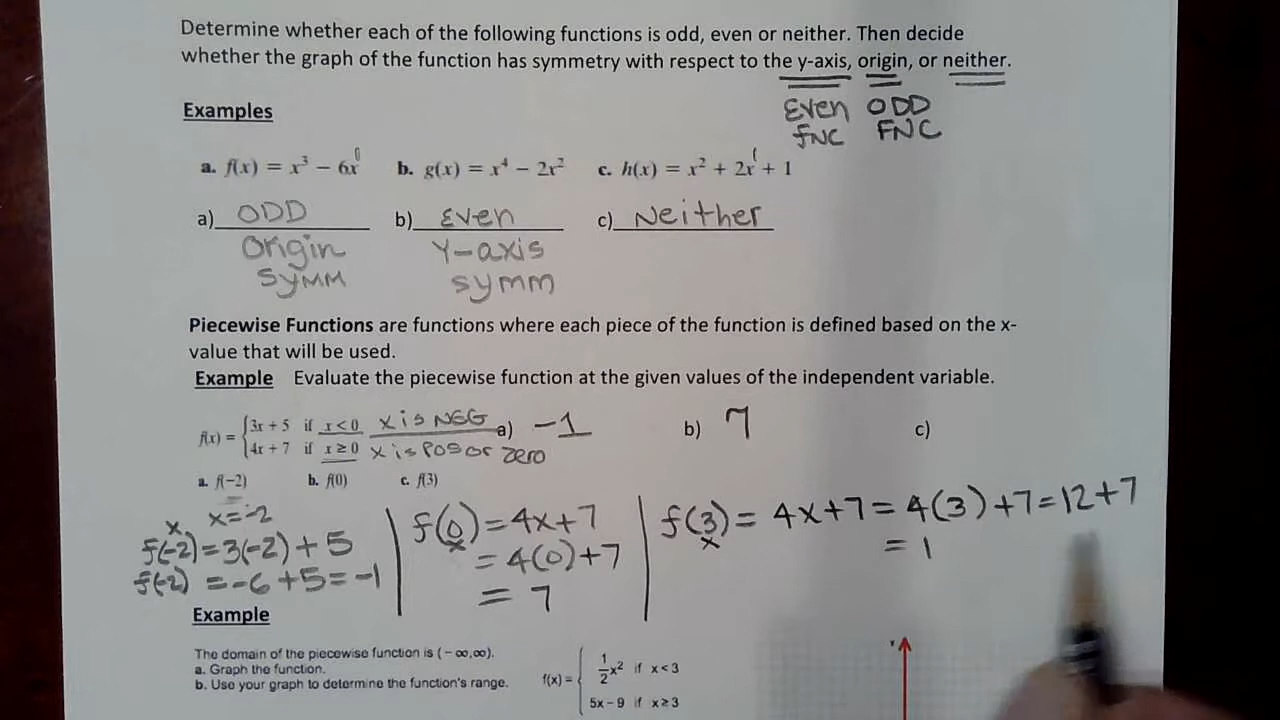 Determine whether each of the following functions is odd, even or neither. Then decide
whether the graph of the function has symmetry with respect to the y-axis, origin, or neither.
Even ODD
fNC FNC
Examples
a. f(x) = x³ − 6x¹ b. g(x) = x⁴ − 2x² c. h(x) = x² + 2x¹ + 1
a) ODD b) Even c) Neither
Origin Y-axis
SYMM symm
Piecewise Functions are functions where each piece of the function is defined based on the x-
value that will be used.
Example Evaluate the piecewise function at the given values of the independent variable.
f(x) = { 3x + 5 if x < 0 x is NEG a) −1 b) 7 c)
4x + 7 if x ≥ 0 x is Pos or zero
a. f(−2) b. f(0) c. f(3)
x = −2
x
f(−2) = 3(−2) + 5
f(−2) = −6 + 5 = −1
f(0) = 4x + 7
x
= 4(0) + 7
= 7
f(3) = 4x + 7 = 4(3) + 7 = 12 + 7
x
= 1
Example
The domain of the piecewise function is (−∞,∞).
a. Graph the function.
b. Use your graph to determine the function's range.
f(x) = { 1/2 x² if x < 3
5x − 9 if x ≥ 3
Y